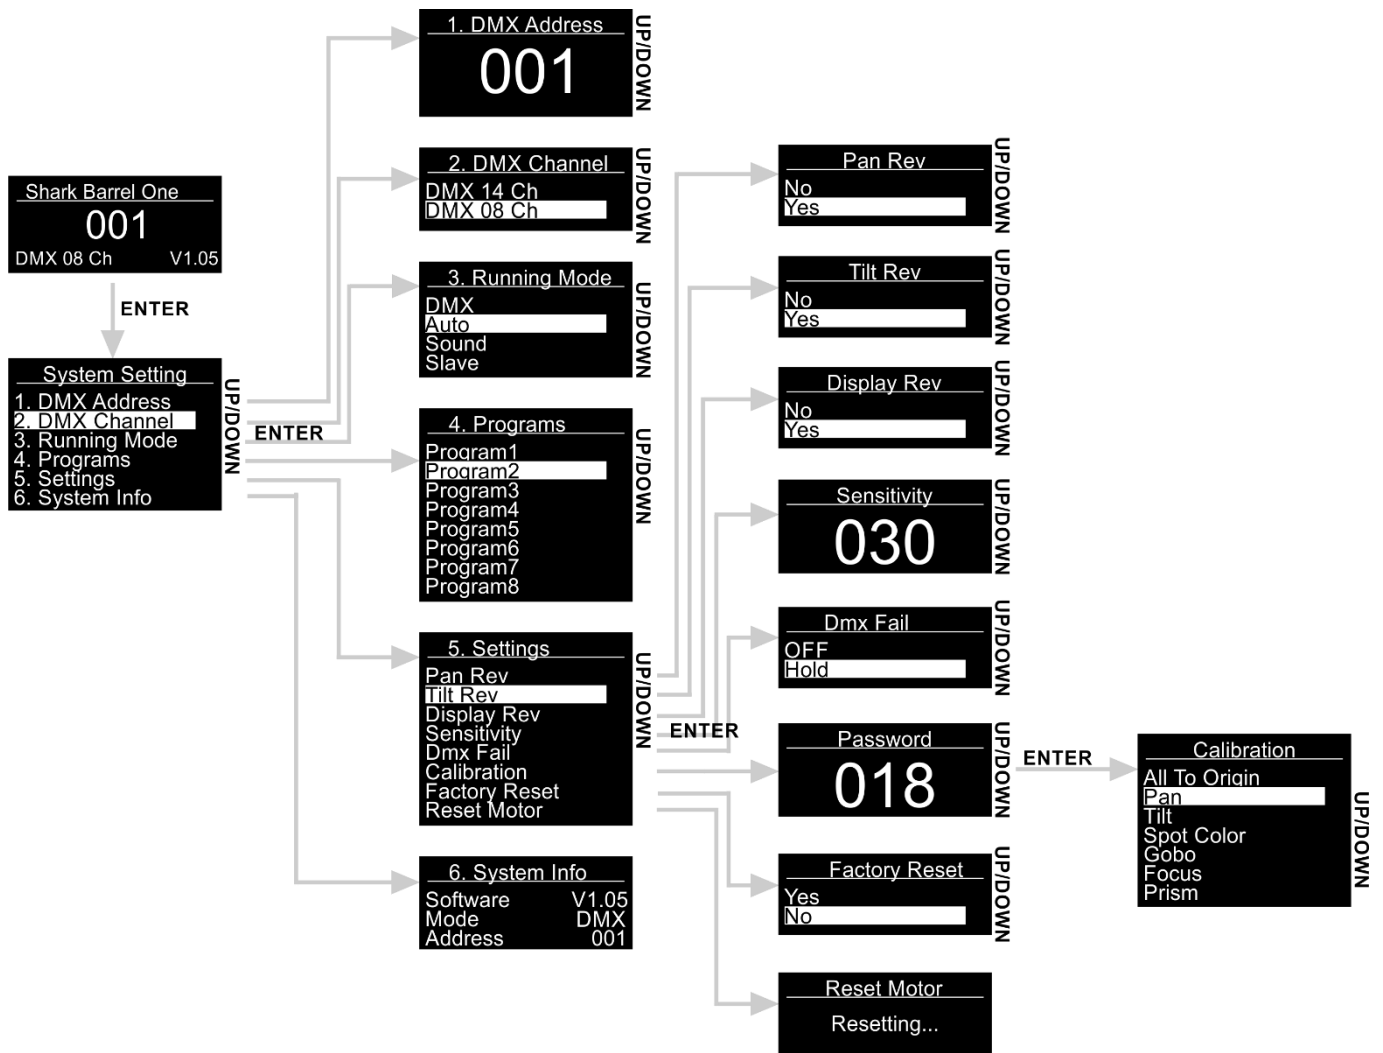 Shark Barrel One
001
DMX 08 Ch V1.05
ENTER
System Setting
1. DMX Address
2. DMX Channel
3. Running Mode
4. Programs
5. Settings
6. System Info
UP/DOWN
ENTER
1. DMX Address
001
UP/DOWN
2. DMX Channel
DMX 14 Ch
DMX 08 Ch
UP/DOWN
3. Running Mode
DMX
Auto
Sound
Slave
UP/DOWN
4. Programs
Program1
Program2
Program3
Program4
Program5
Program6
Program7
Program8
UP/DOWN
5. Settings
Pan Rev
Tilt Rev
Display Rev
Sensitivity
Dmx Fail
Calibration
Factory Reset
Reset Motor
UP/DOWN
ENTER
6. System Info
Software V1.05
Mode DMX
Address 001
Pan Rev
No
Yes
UP/DOWN
Tilt Rev
No
Yes
UP/DOWN
Display Rev
No
Yes
UP/DOWN
Sensitivity
030
UP/DOWN
Dmx Fail
OFF
Hold
UP/DOWN
Password
018
UP/DOWN
ENTER
Factory Reset
Yes
No
UP/DOWN
Reset Motor
Resetting...
Calibration
All To Origin
Pan
Tilt
Spot Color
Gobo
Focus
Prism
UP/DOWN